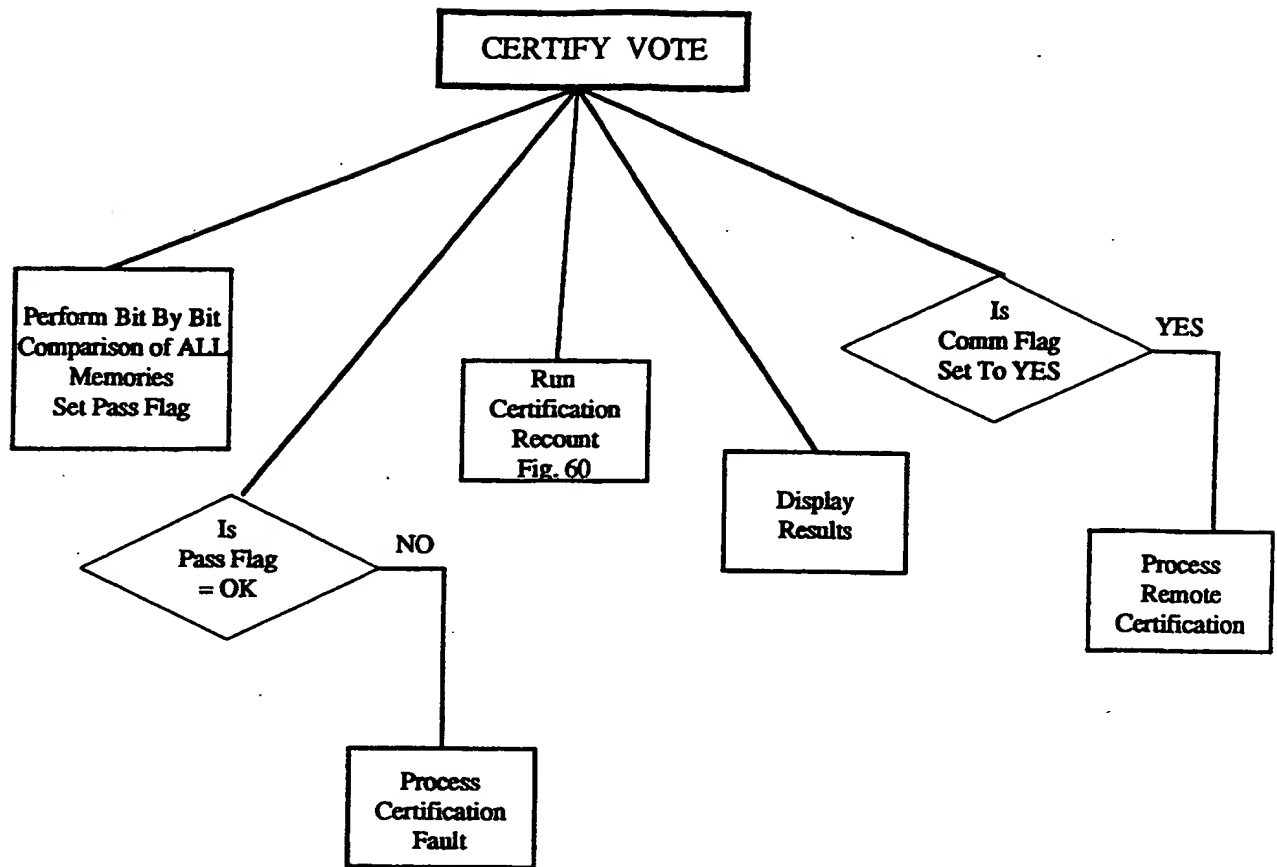 CERTIFY VOTE
Perform Bit By Bit
Comparison of ALL
Memories
Set Pass Flag
Is
Pass Flag
= OK
NO
Process
Certification
Fault
Run
Certification
Recount
Fig. 60
Display
Results
Is
Comm Flag
Set To YES
YES
Process
Remote
Certification